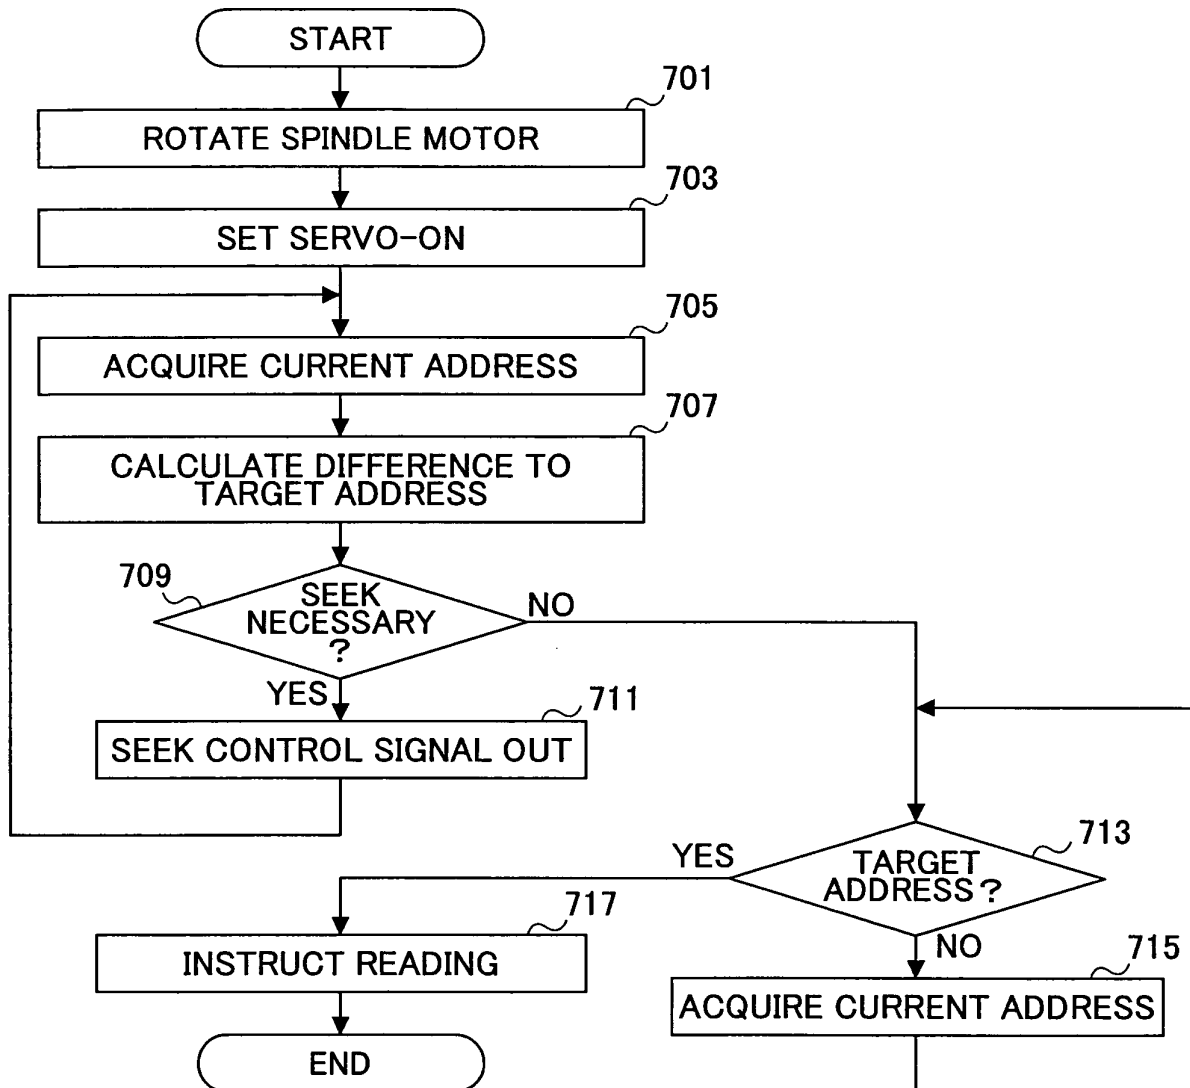 START
701
ROTATE SPINDLE MOTOR
703
SET SERVO-ON
705
ACQUIRE CURRENT ADDRESS
707
CALCULATE DIFFERENCE TO
TARGET ADDRESS
709
SEEK
NECESSARY
?
NO
YES
711
SEEK CONTROL SIGNAL OUT
713
TARGET
ADDRESS?
YES
NO
717
INSTRUCT READING
715
ACQUIRE CURRENT ADDRESS
END